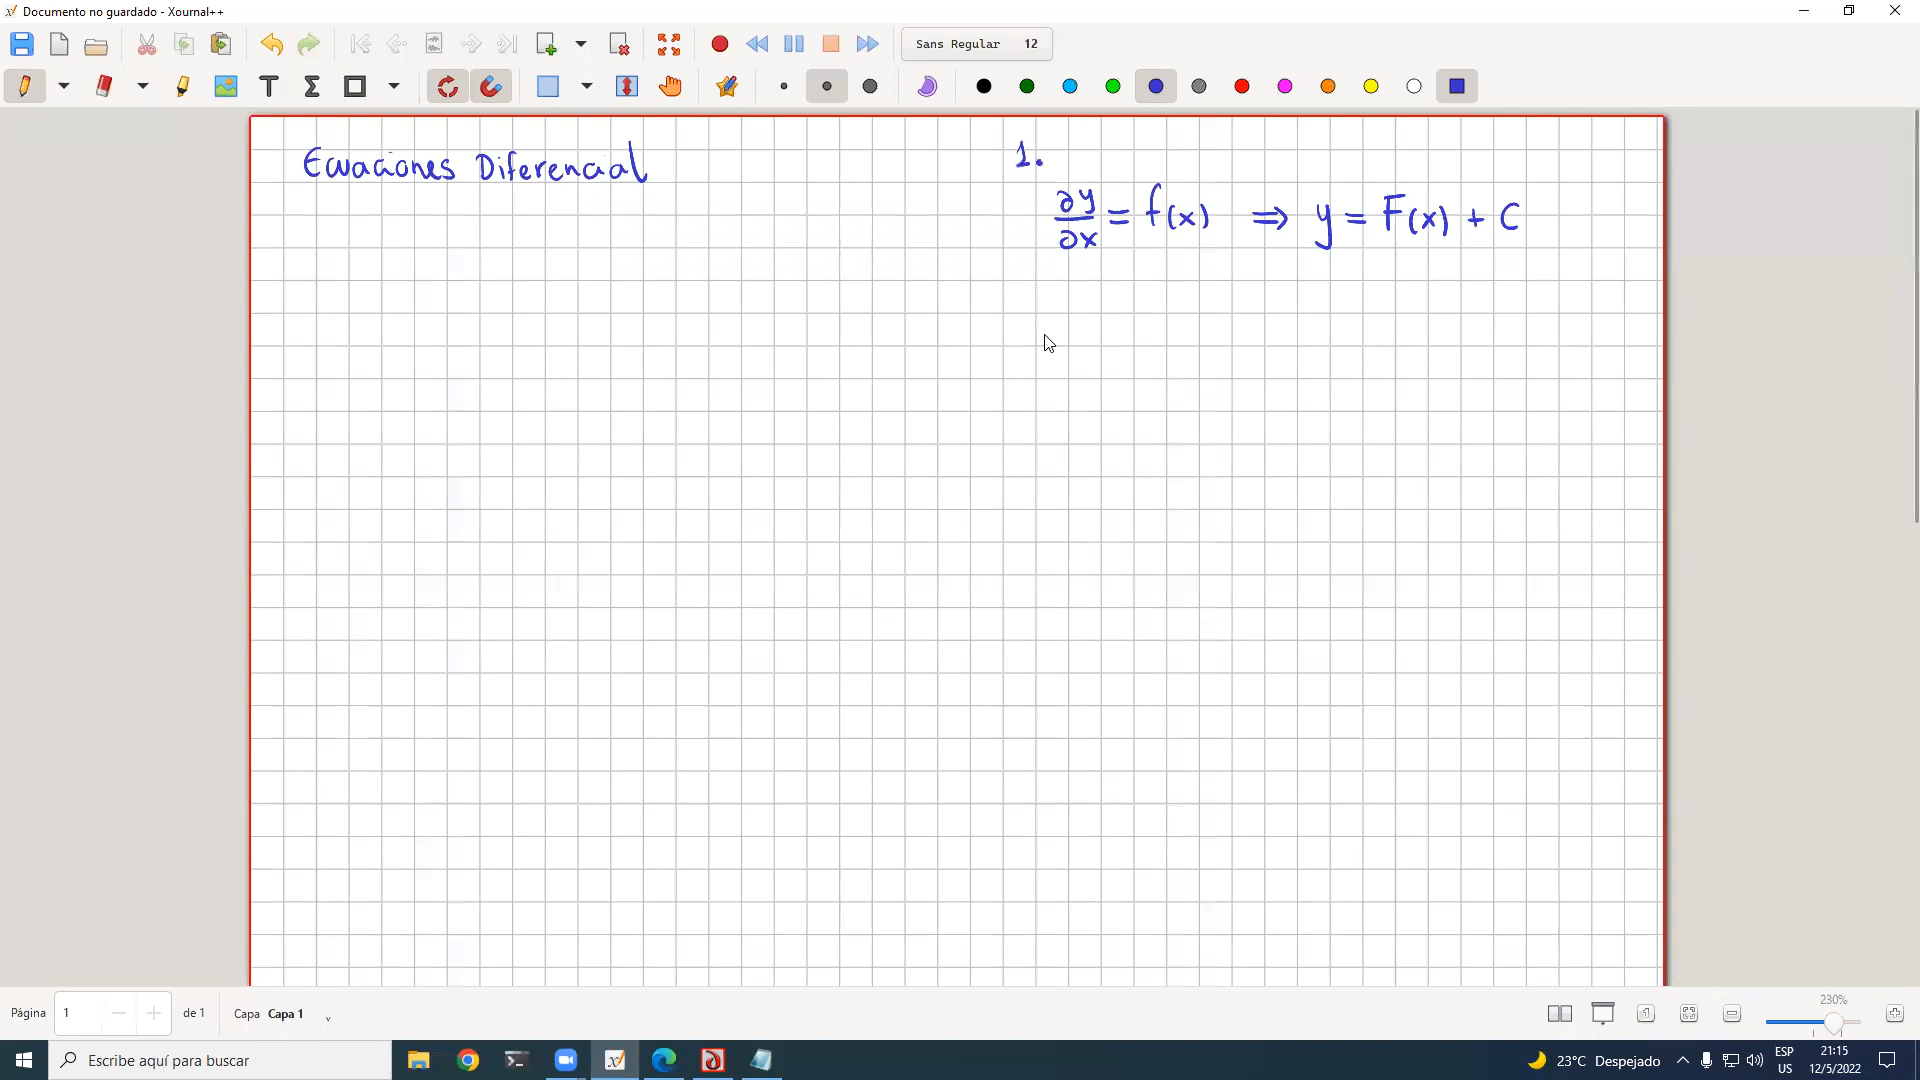 Documento no guardado - Xournal++
Sans Regular 12
Ecuaciones Diferencial
1.
∂y/∂x = f(x) ⇒ y = F(x) + C
Página 1 de 1 Capa Capa 1
230%
Escribe aquí para buscar
23°C Despejado
ESP
US
21:15
12/5/2022